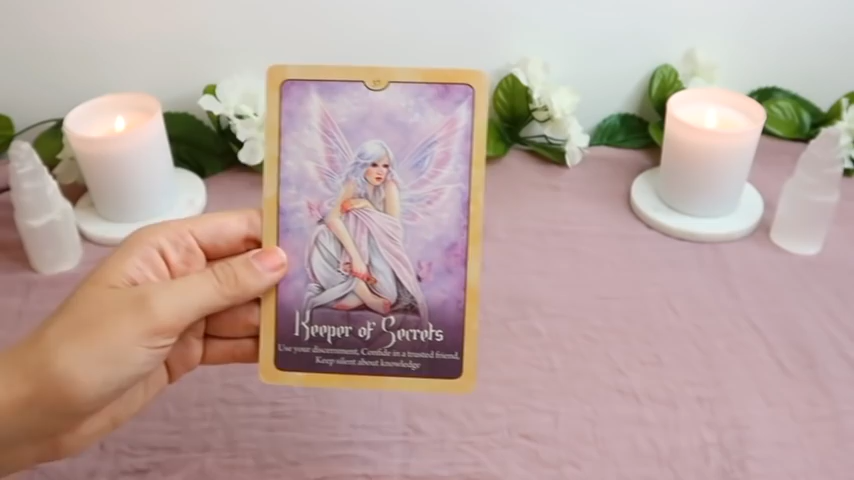 Keeper of Secrets
Use your discernment, Confide in a trusted friend,
Keep silent about knowledge